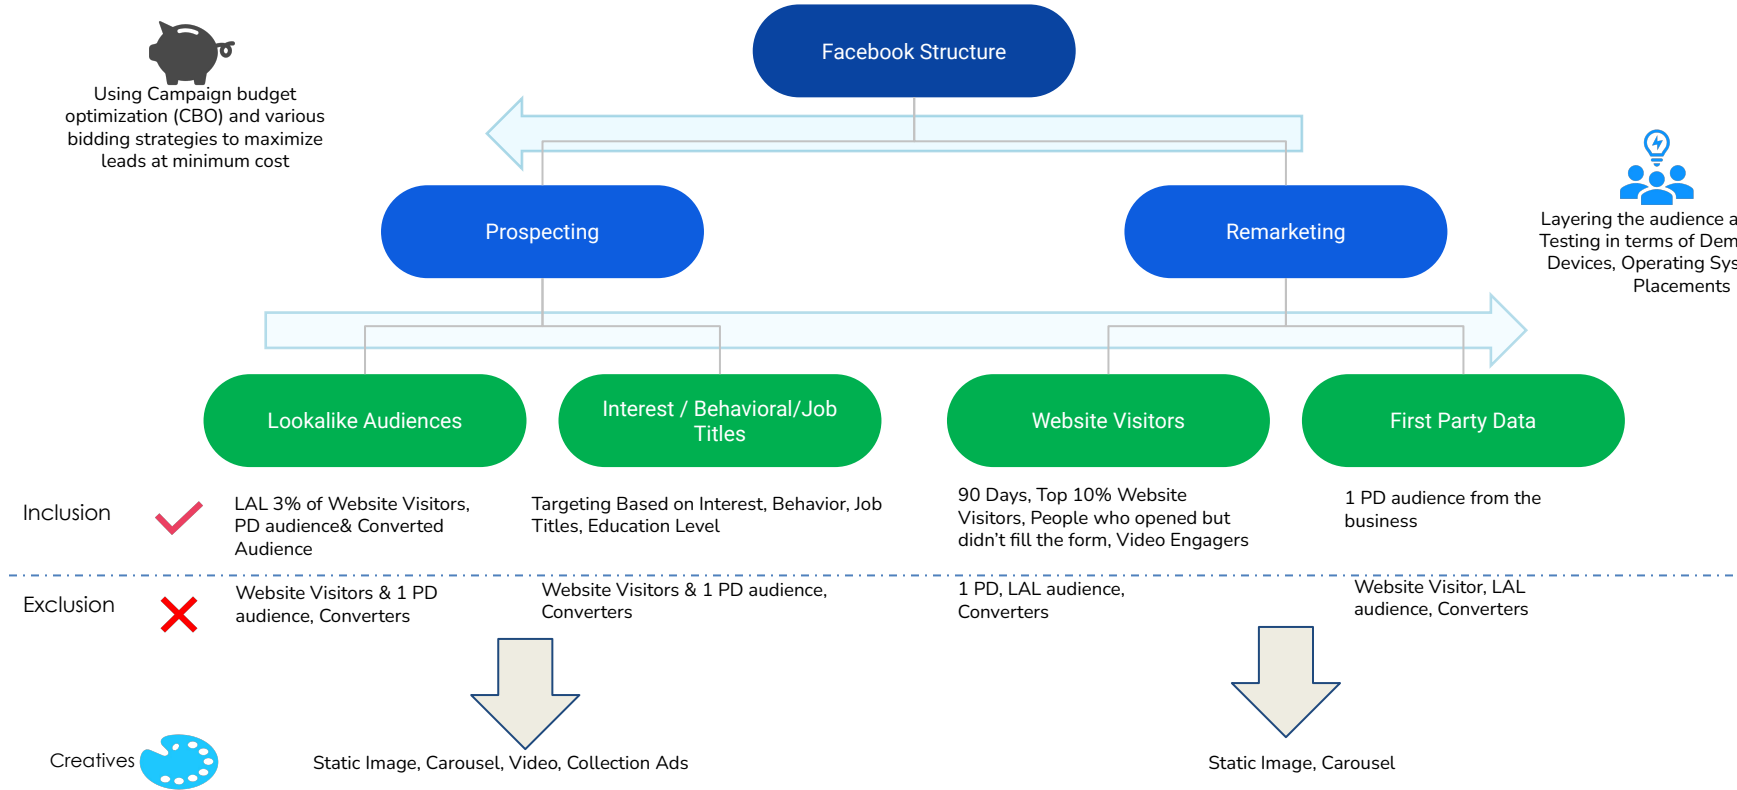 Facebook Structure
Using Campaign budget
optimization (CBO) and various
bidding strategies to maximize
leads at minimum cost
Prospecting
Remarketing
Layering the audience
Testing in terms of
Devices, Operating
Placements
Lookalike Audiences
Interest / Behavioral/Job
Titles
Website Visitors
First Party Data
Inclusion
LAL 3% of Website Visitors,
PD audience& Converted
Audience
Targeting Based on Interest, Behavior, Job
Titles, Education Level
90 Days, Top 10% Website
Visitors, People who opened but
didn’t fill the form, Video Engagers
1 PD audience from the
business
Exclusion
Website Visitors & 1 PD
audience, Converters
Website Visitors & 1 PD audience,
Converters
1 PD, LAL audience,
Converters
Website Visitor, LAL
audience, Converters
Creatives
Static Image, Carousel, Video, Collection Ads
Static Image, Carousel